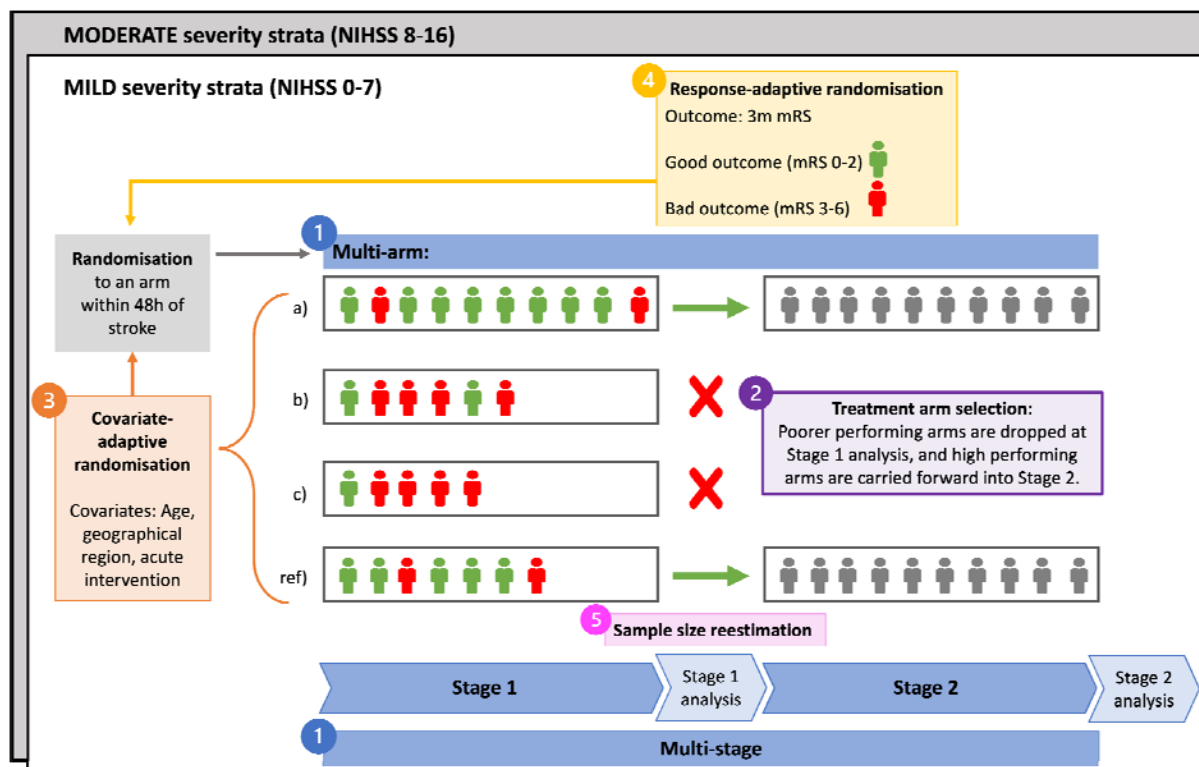 MODERATE severity strata (NIHSS 8-16)
MILD severity strata (NIHSS 0-7)
4
Response-adaptive randomisation
Outcome: 3m mRS
Good outcome (mRS 0-2)
Bad outcome (mRS 3-6)
1
Multi-arm:
Randomisation
to an arm
within 48h of
stroke
3
Covariate-
adaptive
randomisation
Covariates: Age,
geographical
region, acute
intervention
a)
b)
c)
ref)
2
Treatment arm selection:
Poorer performing arms are dropped at
Stage 1 analysis, and high performing
arms are carried forward into Stage 2.
5
Sample size reestimation
Stage 1
Stage 1
analysis
Stage 2
Stage 2
analysis
1
Multi-stage